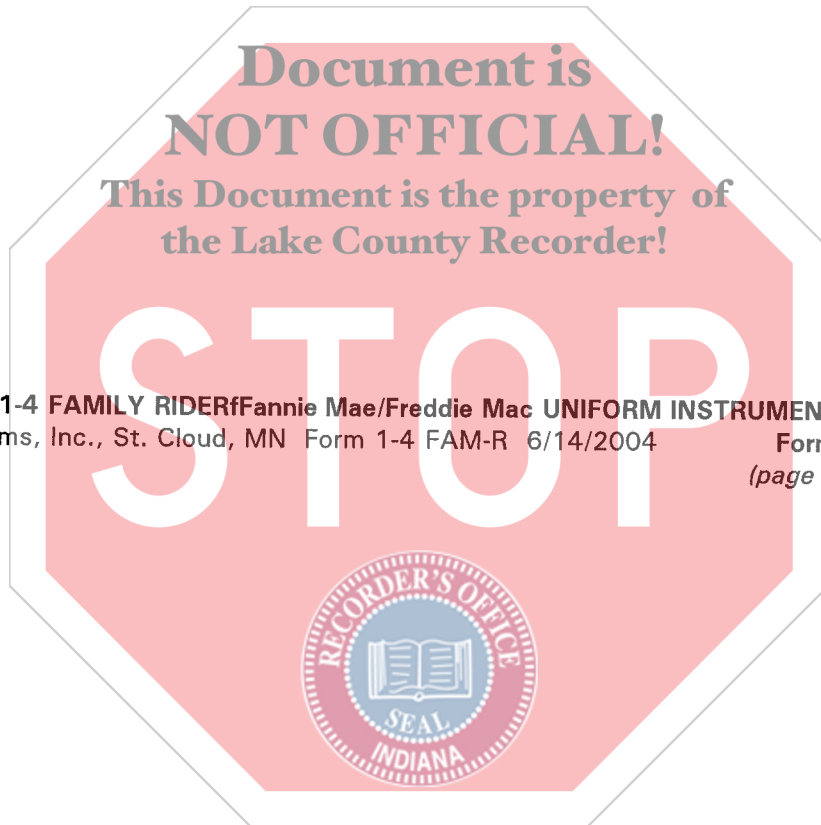 Document is
NOT OFFICIAL!
This Document is the property of
the Lake County Recorder!
STOP
1-4 FAMILY RIDERfFannie Mae/Freddie Mac UNIFORM INSTRUMEN
ms, Inc., St. Cloud, MN Form 1-4 FAM-R 6/14/2004 Forr
(page
RECORDER'S OFFICE
SEAL
INDIANA